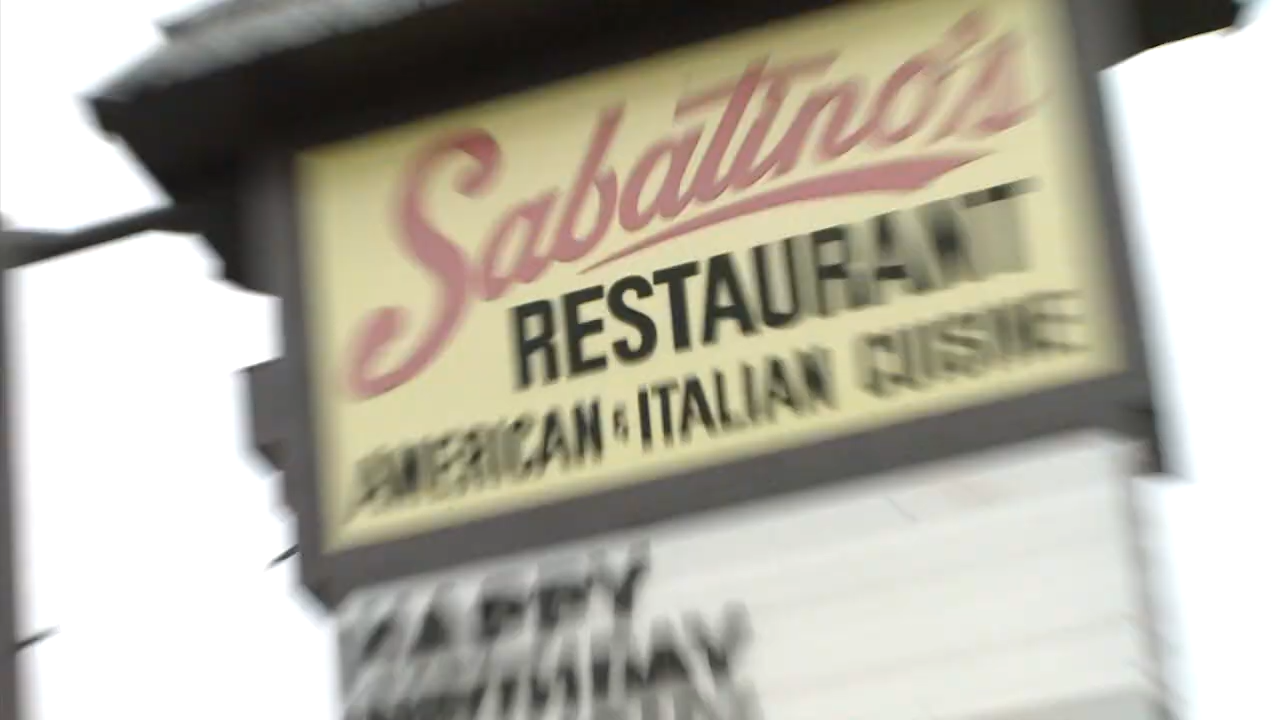 Sabatino's
RESTAURANT
AMERICAN & ITALIAN CUISINE
HAPPY